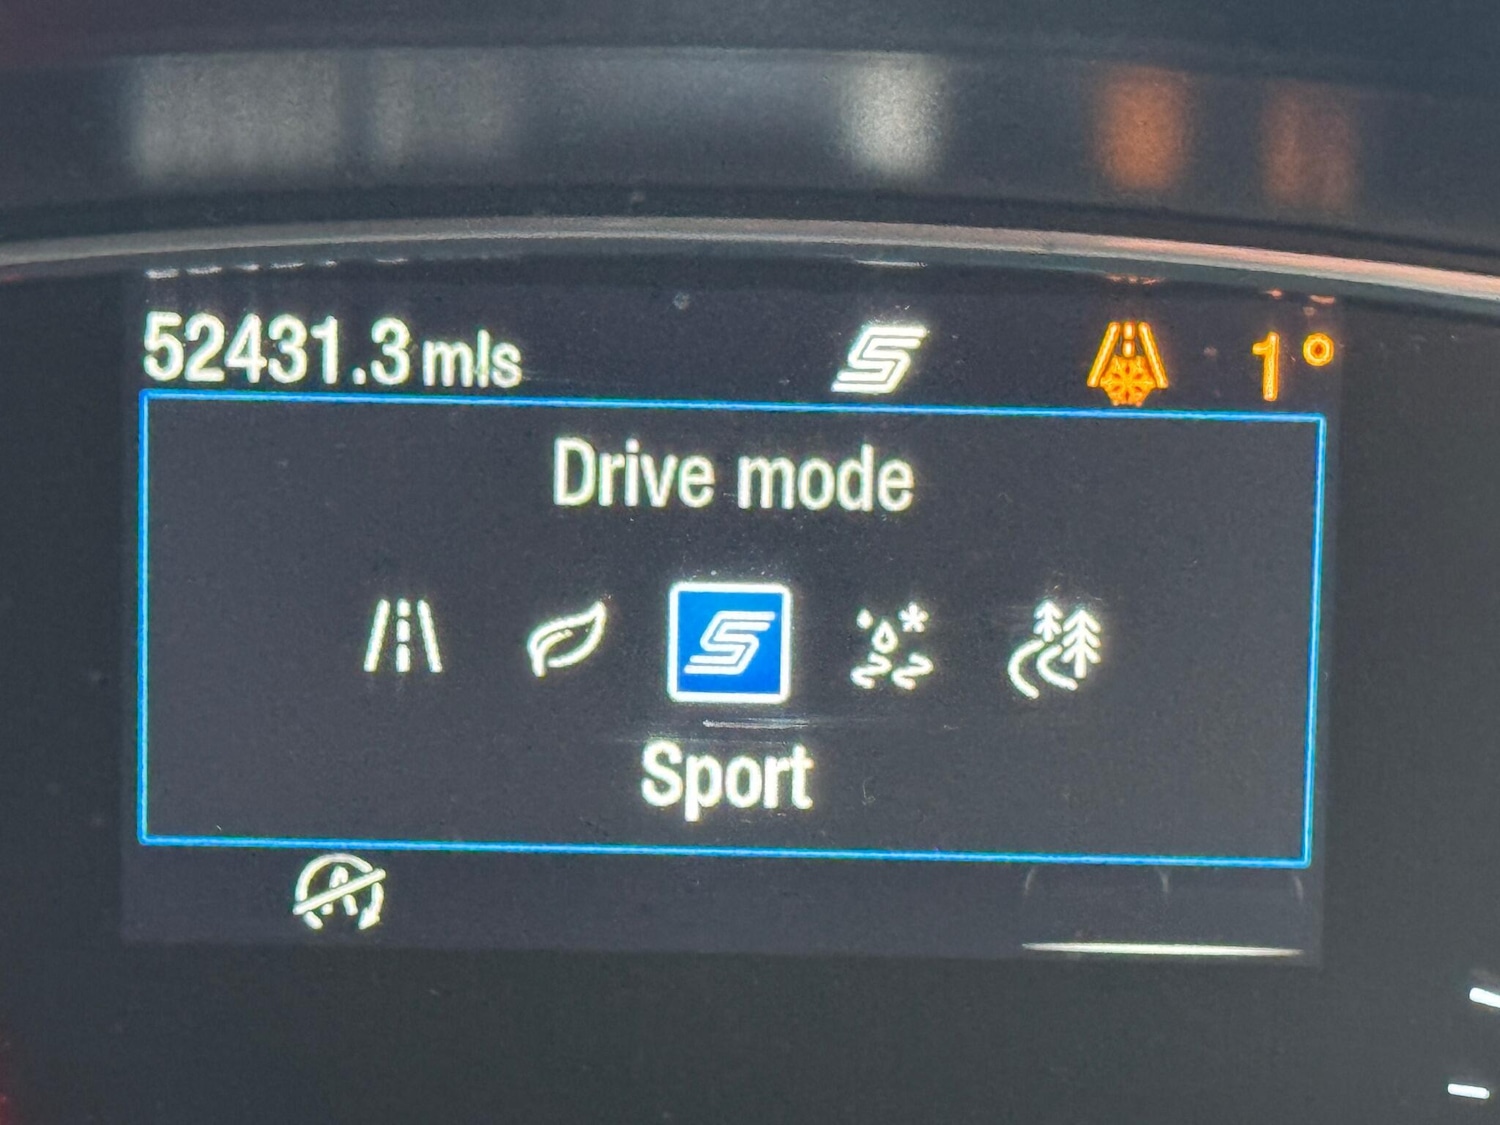 52431.3 mls 1°
Drive mode
Sport